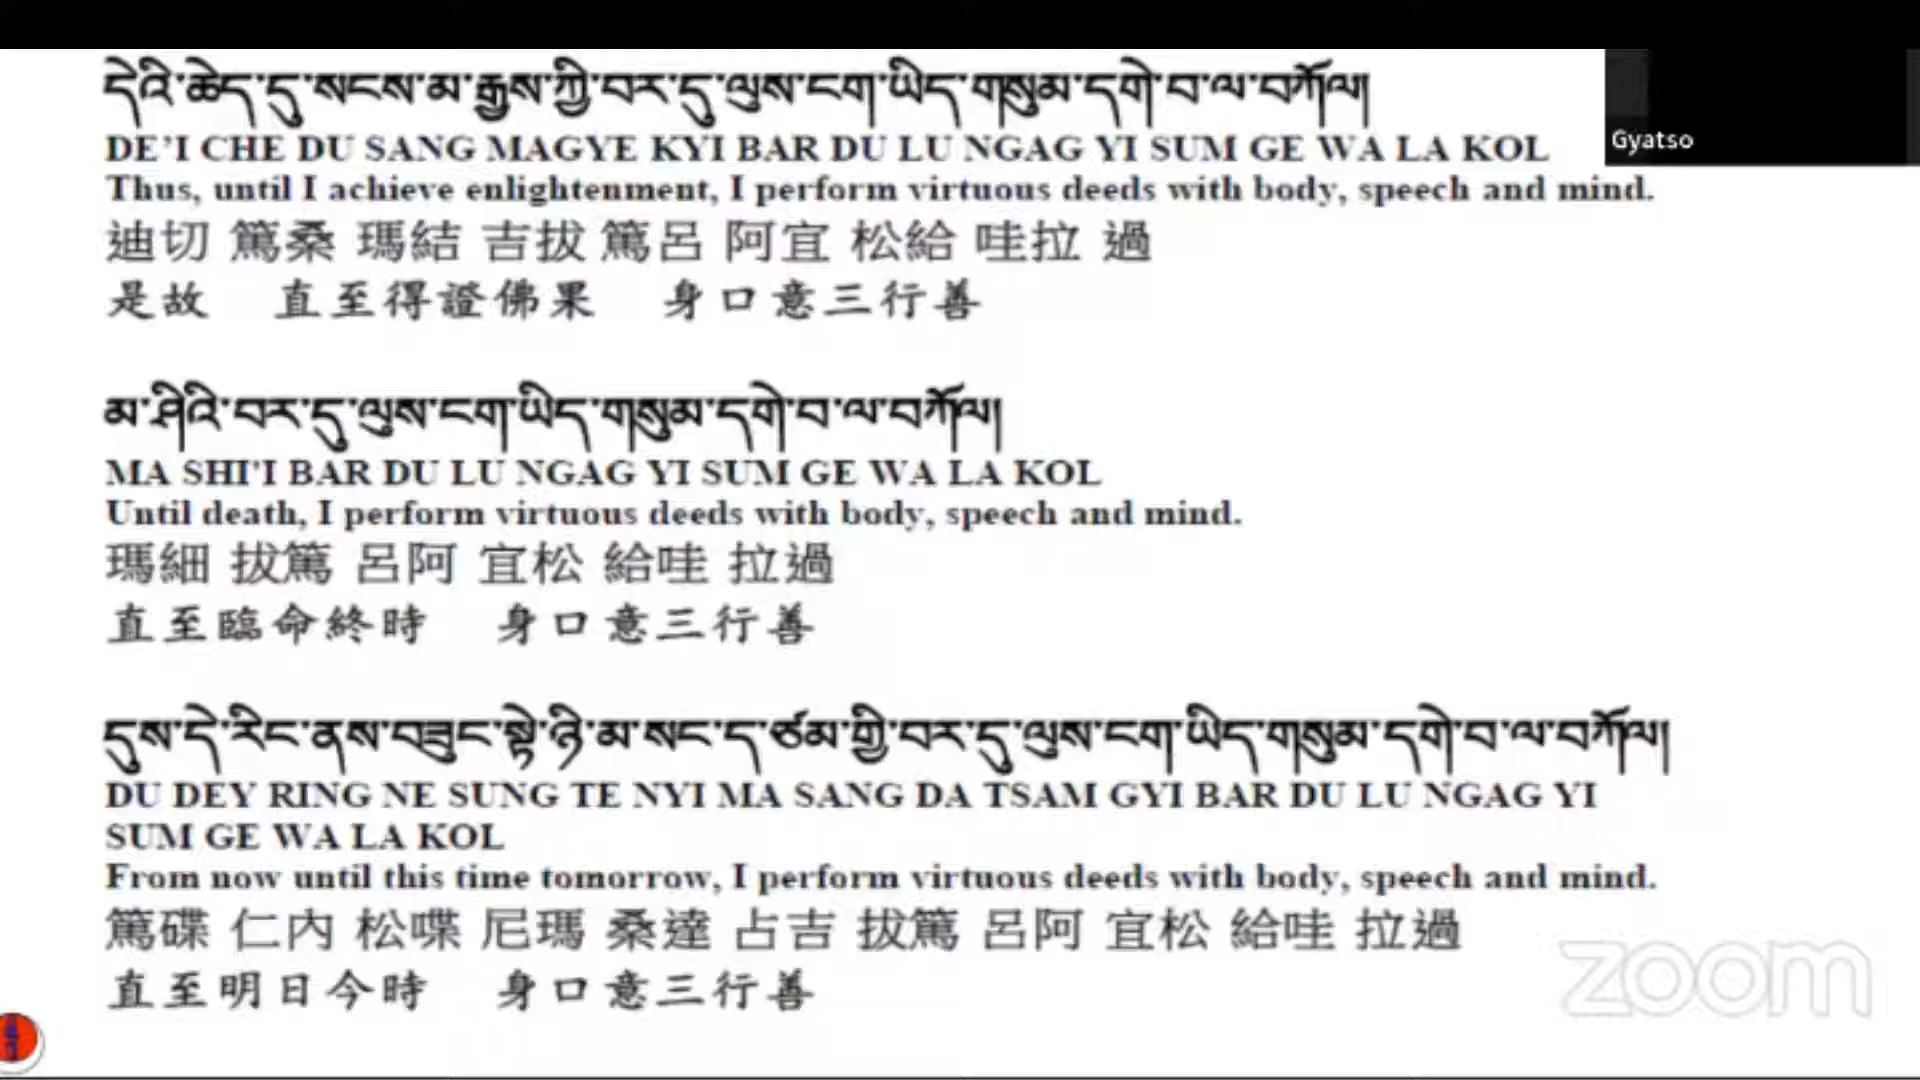 དེའི་ཆེད་དུ་སངས་མ་རྒྱས་ཀྱི་བར་དུ་ལུས་ངག་ཡིད་གསུམ་དགེ་བ་ལ་བཀོལ།
Gyatso
DE’I CHE DU SANG MAGYE KYI BAR DU LU NGAG YI SUM GE WA LA KOL
Thus, until I achieve enlightenment, I perform virtuous deeds with body, speech and mind.
迪切 篤桑 瑪結 吉拔 篤呂 阿宜 松給 哇拉 過
是故 直至得證佛果 身口意三行善
མ་ཤིའི་བར་དུ་ལུས་ངག་ཡིད་གསུམ་དགེ་བ་ལ་བཀོལ།
MA SHI'I BAR DU LU NGAG YI SUM GE WA LA KOL
Until death, I perform virtuous deeds with body, speech and mind.
瑪細 拔篤 呂阿 宜松 給哇 拉過
直至臨命終時 身口意三行善
དུས་དེ་རིང་ནས་བཟུང་སྟེ་ཉི་མ་སང་ད་ཙམ་གྱི་བར་དུ་ལུས་ངག་ཡིད་གསུམ་དགེ་བ་ལ་བཀོལ།
DU DEY RING NE SUNG TE NYI MA SANG DA TSAM GYI BAR DU LU NGAG YI
SUM GE WA LA KOL
From now until this time tomorrow, I perform virtuous deeds with body, speech and mind.
篤碟 仁內 松喋 尼瑪 桑達 占吉 拔篤 呂阿 宜松 給哇 拉過
直至明日今時 身口意三行善
zoom